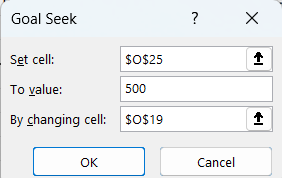 Goal Seek
Set cell: $O$25
To value: 500
By changing cell: $O$19
OK Cancel